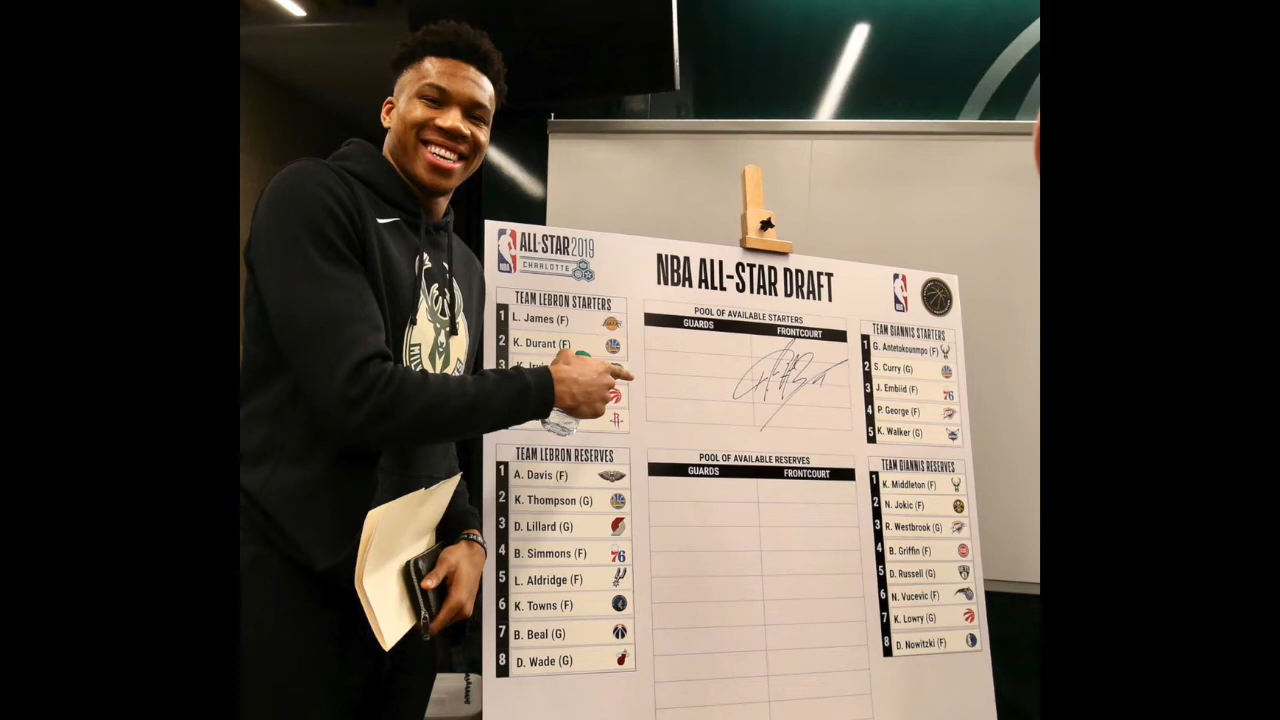 ALL-STAR 2019
CHARLOTTE
NBA
NBA ALL-STAR DRAFT
NBA
TEAM LEBRON STARTERS
1 L. James (F)
2 K. Durant (F)
3
TEAM LEBRON RESERVES
1 A. Davis (F)
2 K. Thompson (G)
3 D. Lillard (G)
4 B. Simmons (F) 76
5 L. Aldridge (F)
6 K. Towns (F)
7 B. Beal (G)
8 D. Wade (G)
POOL OF AVAILABLE STARTERS
GUARDS FRONTCOURT
POOL OF AVAILABLE RESERVES
GUARDS FRONTCOURT
TEAM GIANNIS STARTERS
1 G. Antetokounmpo (F)
2 S. Curry (G)
3 J. Embiid (F) 76
4 P. George (F)
5 K. Walker (G)
TEAM GIANNIS RESERVES
1 K. Middleton (F)
2 N. Jokic (F)
3 R. Westbrook (G)
4 B. Griffin (F)
5 D. Russell (G)
6 N. Vucevic (F)
7 K. Lowry (G)
8 D. Nowitzki (F)